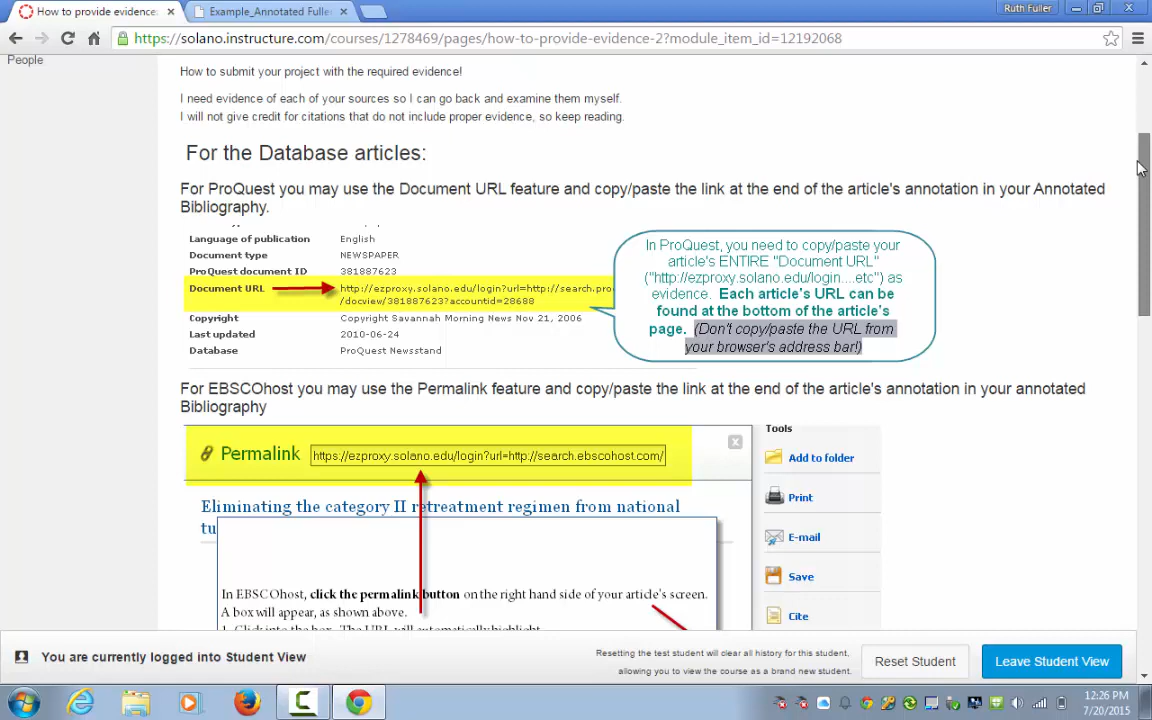 How to provide evidence:
Example_Annotated Fuller
Ruth Fuller
https://solano.instructure.com/courses/1278469/pages/how-to-provide-evidence-2?module_item_id=12192068
People
How to submit your project with the required evidence!
I need evidence of each of your sources so I can go back and examine them myself.
I will not give credit for citations that do not include proper evidence, so keep reading.
For the Database articles:
For ProQuest you may use the Document URL feature and copy/paste the link at the end of the article's annotation in your Annotated
Bibliography.
Language of publication English
Document type NEWSPAPER
ProQuest document ID 381887623
Document URL http://ezproxy.solano.edu/login?url=http://search.pro
/docview/381887623?accountid=28688
Copyright Copyright Savannah Morning News Nov 21, 2006
Last updated 2010-06-24
Database ProQuest Newsstand
In ProQuest, you need to copy/paste your
article's ENTIRE "Document URL"
("http://ezproxy.solano.edu/login....etc") as
evidence. Each article's URL can be
found at the bottom of the article's
page. (Don't copy/paste the URL from
your browser's address bar!)
For EBSCOhost you may use the Permalink feature and copy/paste the link at the end of the article's annotation in your annotated
Bibliography
Permalink https://ezproxy.solano.edu/login?url=http://search.ebscohost.com/
Eliminating the category II retreatment regimen from national
tu
In EBSCOhost, click the permalink button on the right hand side of your article's screen.
A box will appear, as shown above.
1. Click into the box. The URL will automatically highlight.
Tools
Add to folder
Print
E-mail
Save
Cite
You are currently logged into Student View
Resetting the test student will clear all history for this student,
allowing you to view the course as a brand new student.
Reset Student
Leave Student View
12:26 PM
7/20/2015